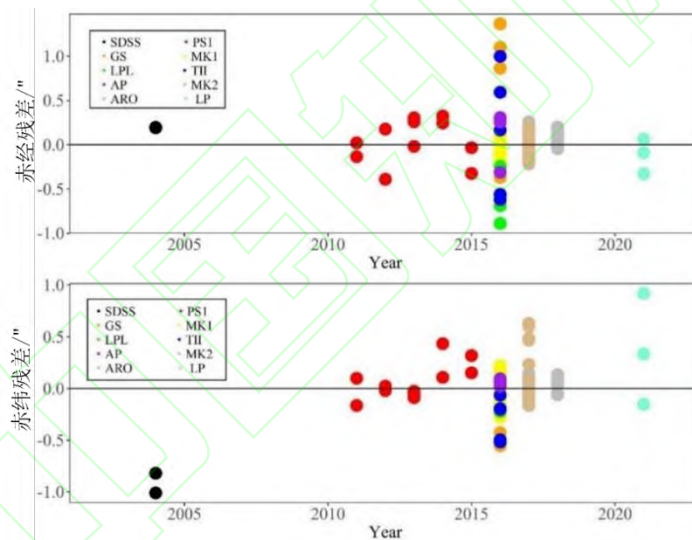 1.0
0.5
0.0
-0.5
-1.0
赤经残差/"
SDSS PS1
GS MK1
LPL TII
AP MK2
ARO LP
2005 2010 2015 2020
Year
1.0
0.5
0.0
-0.5
-1.0
赤纬残差/"
SDSS PS1
GS MK1
LPL TII
AP MK2
ARO LP
2005 2010 2015 2020
Year